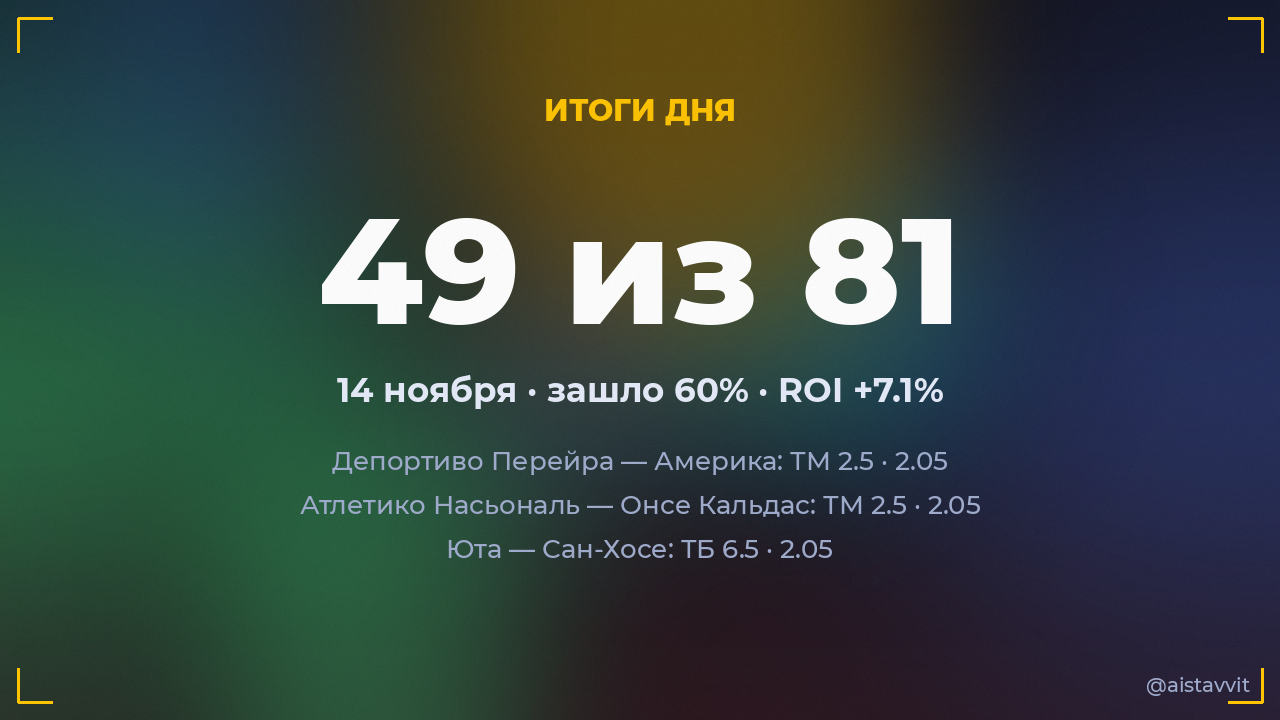 ИТОГИ ДНЯ
49 из 81
14 ноября · зашло 60% · ROI +7.1%
Депортиво Перейра — Америка: ТМ 2.5 · 2.05
Атлетико Насьональ — Онсе Кальдас: ТМ 2.5 · 2.05
Юта — Сан-Хосе: ТБ 6.5 · 2.05
@aistavvit